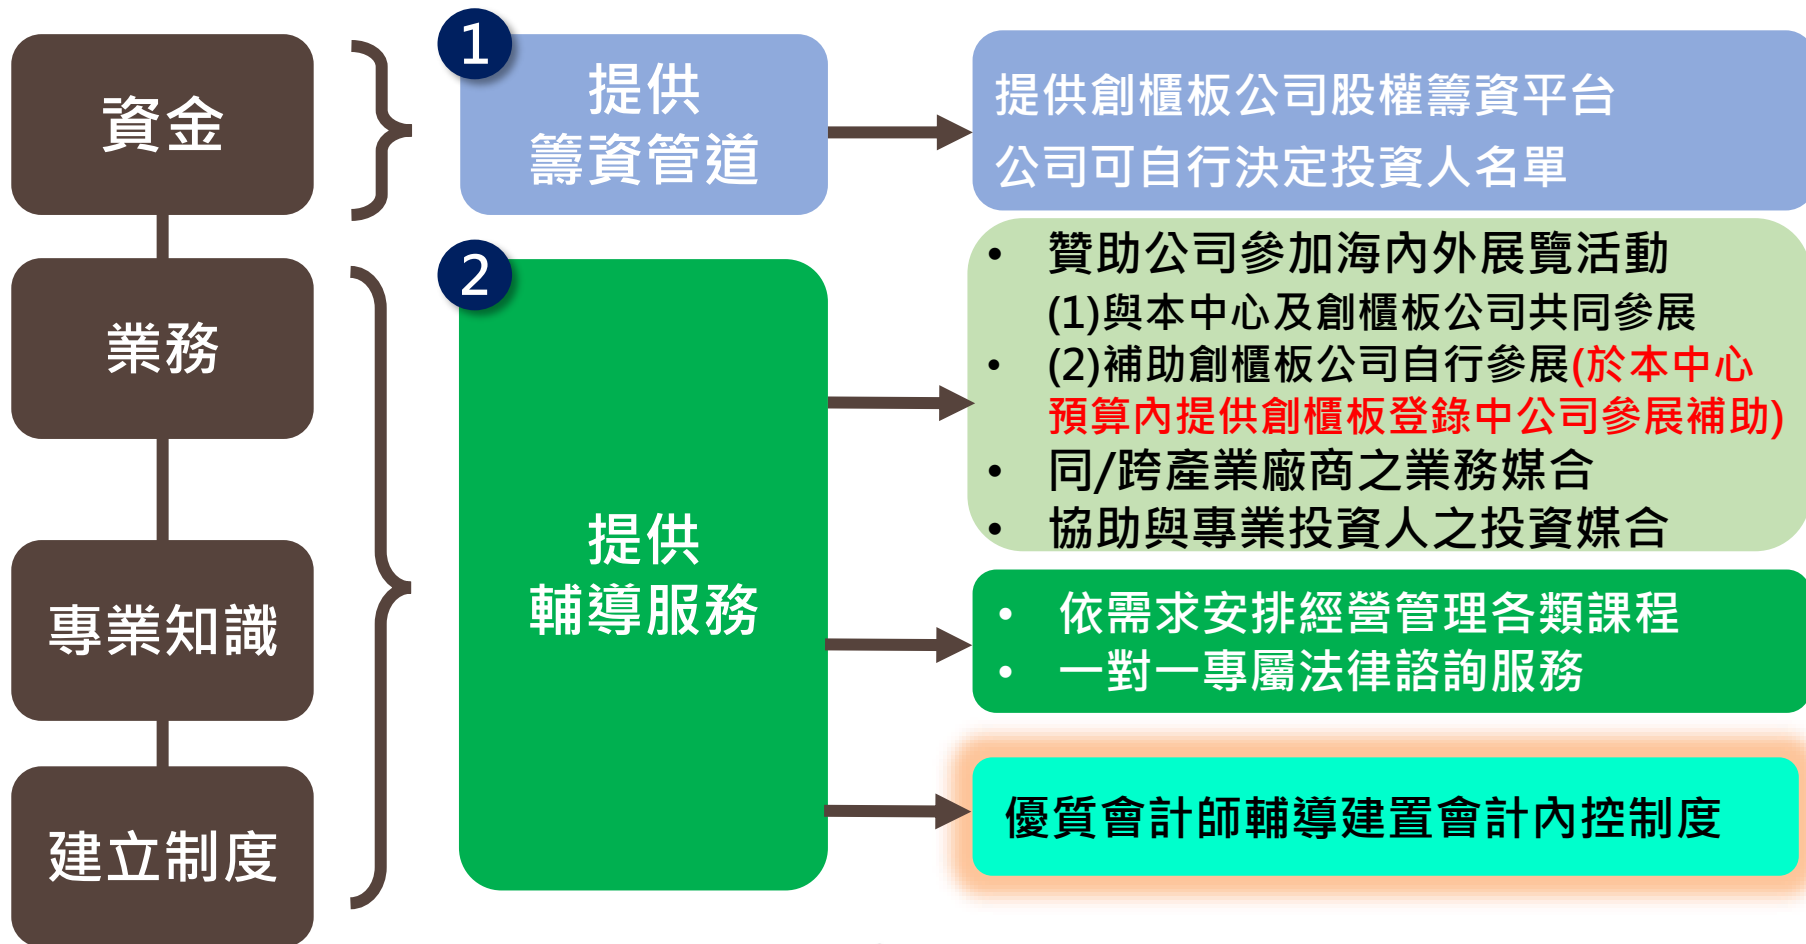 資金
業務
專業知識
建立制度
1
提供
籌資管道
2
提供
輔導服務
提供創櫃板公司股權籌資平台
公司可自行決定投資人名單
• 贊助公司參加海內外展覽活動
(1)與本中心及創櫃板公司共同參展
• (2)補助創櫃板公司自行參展(於本中心
預算內提供創櫃板登錄中公司參展補助)
• 同/跨產業廠商之業務媒合
• 協助與專業投資人之投資媒合
• 依需求安排經營管理各類課程
• 一對一專屬法律諮詢服務
優質會計師輔導建置會計內控制度